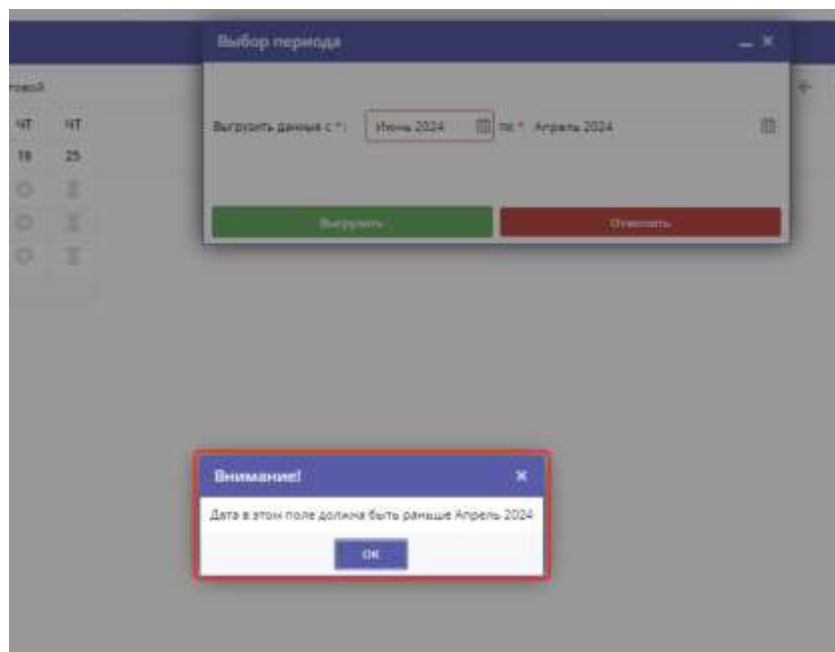 Выбор периода
говой
ЧТ ЧТ
18 25
Выгрузить данные с *: Июнь 2024 по * Апрель 2024
Выгрузить Отменить
Внимание!
Дата в этом поле должна быть раньше Апрель 2024
ОК